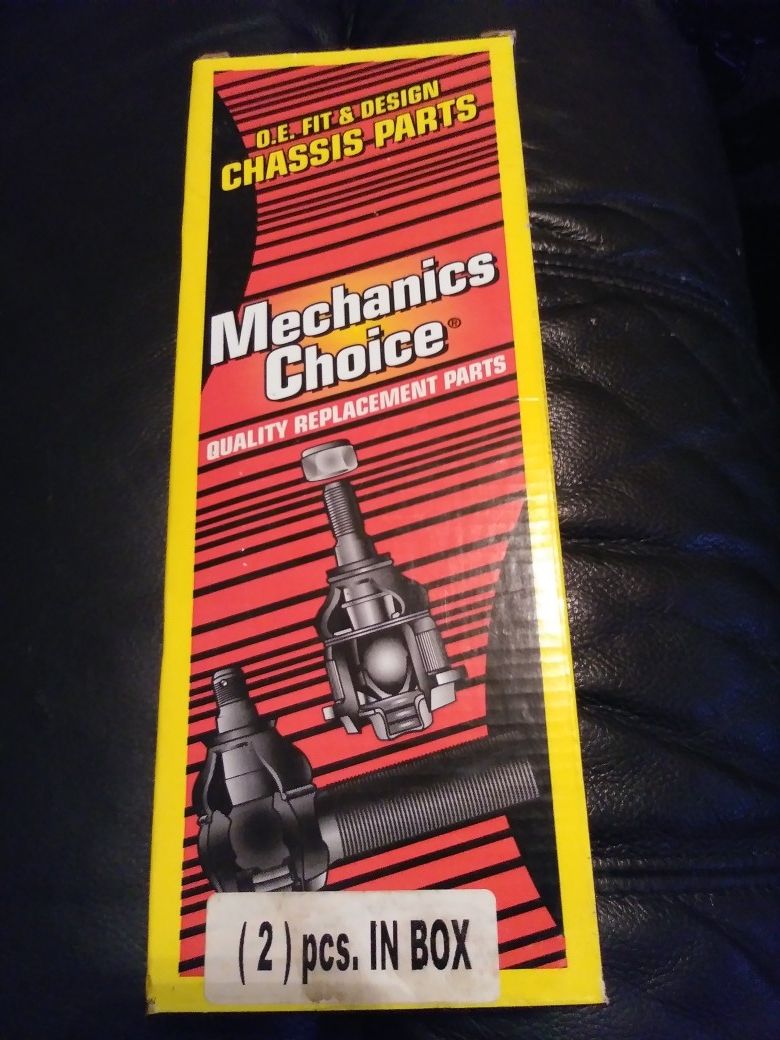 O.E. FIT & DESIGN
CHASSIS PARTS
Mechanics
Choice®
QUALITY REPLACEMENT PARTS
(2) pcs. IN BOX